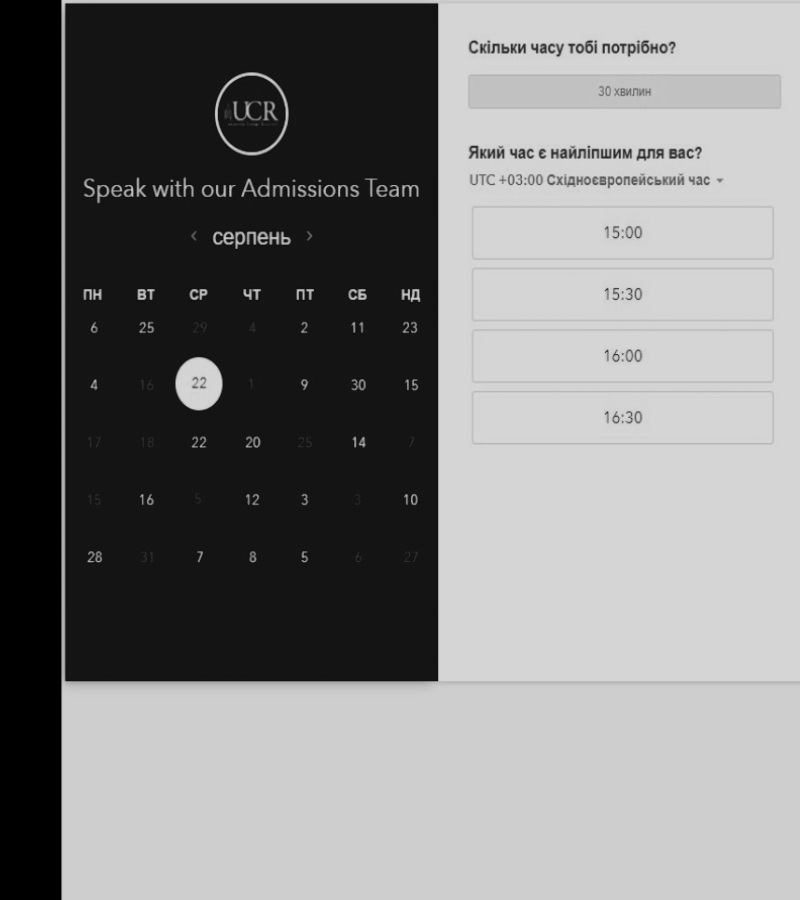 UCR
Speak with our Admissions Team
< серпень >
ПН ВТ СР ЧТ ПТ СБ НД
6 25 29 4 2 11 23
4 16 22 1 9 30 15
17 18 22 20 25 14 7
15 16 5 12 3 3 10
28 31 7 8 5 6 27
Скільки часу тобі потрібно?
30 хвилин
Який час є найліпшим для вас?
UTC +03:00 Східноєвропейський час
15:00
15:30
16:00
16:30